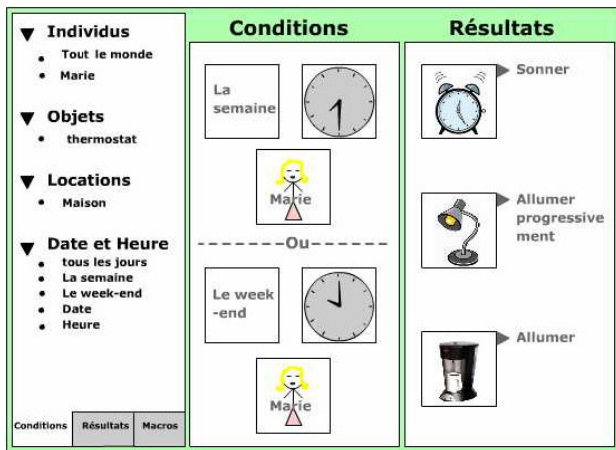 Individus
Tout le monde
Marie
Objets
thermostat
Locations
Maison
Date et Heure
tous les jours
La semaine
Le week-end
Date
Heure
Conditions Résultats Macros
Conditions
La
semaine
Marie
Ou
Le week
-end
Marie
Résultats
Sonner
Allumer
progressive
ment
Allumer